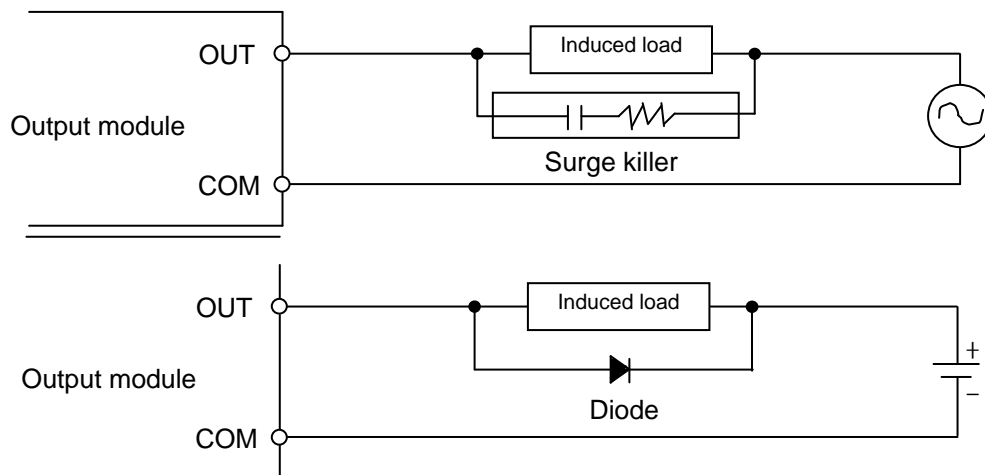 OUT
Induced load
Output module
Surge killer
COM
OUT
Induced load
+
Output module
−
Diode
COM